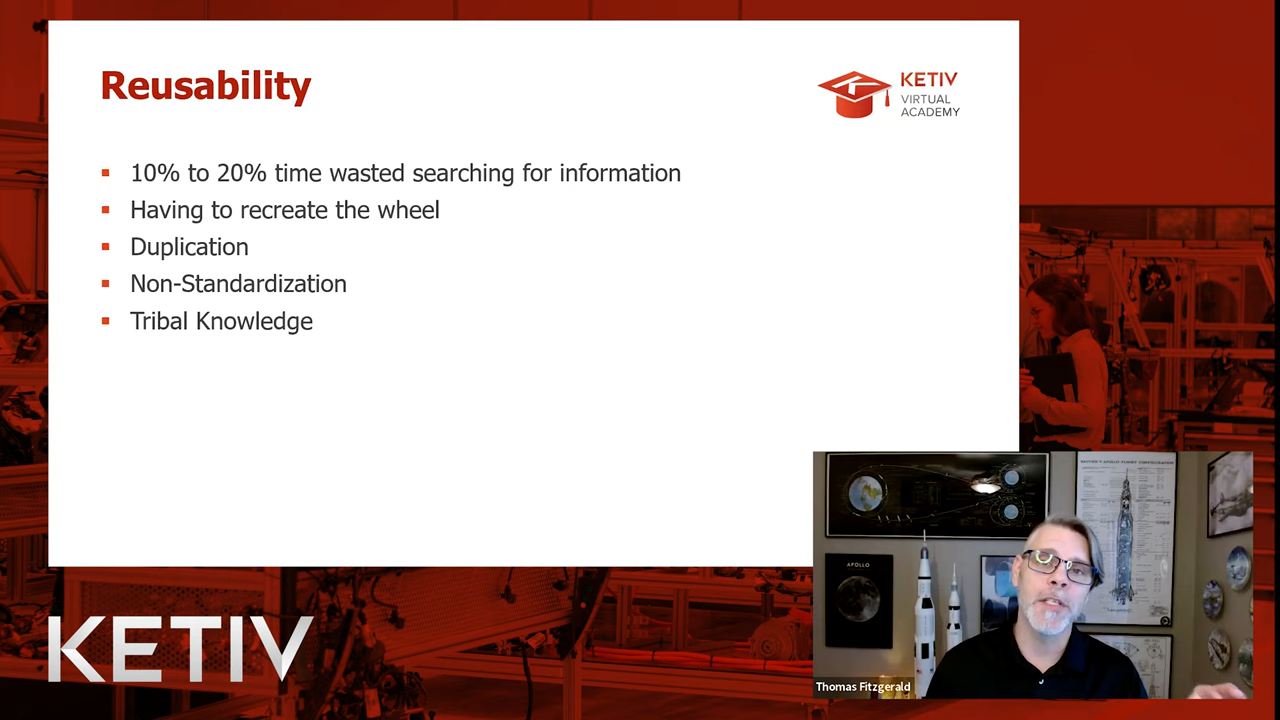 Reusability
KETIV
VIRTUAL
ACADEMY
10% to 20% time wasted searching for information
Having to recreate the wheel
Duplication
Non-Standardization
Tribal Knowledge
APOLLO
Thomas Fitzgerald
KETIV